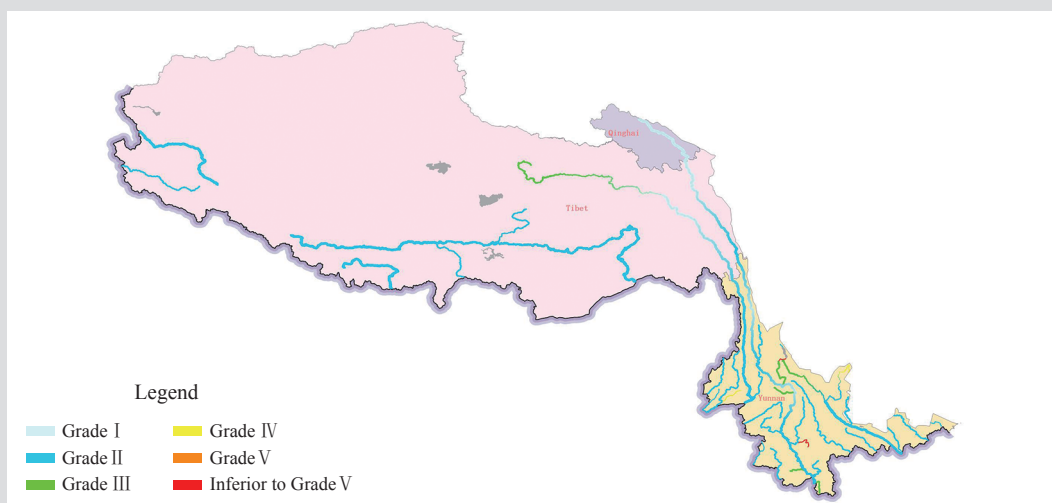 Qinghai
Tibet
Yunnan
Legend
Grade Ⅰ
Grade Ⅱ
Grade Ⅲ
Grade Ⅳ
Grade Ⅴ
Inferior to Grade Ⅴ